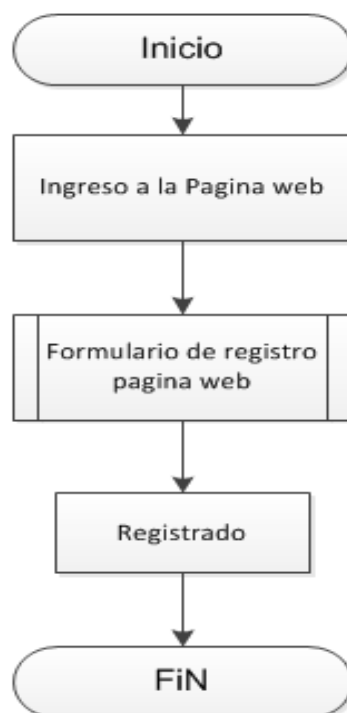 Inicio
Ingreso a la Pagina web
Formulario de registro
pagina web
Registrado
FiN